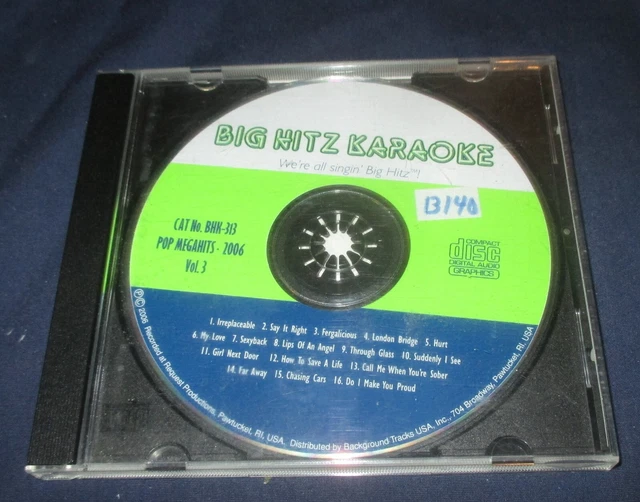 BIG HITZ KARAOKE
We're all singin' Big Hitz™!
B140
CAT No. BHK-313
POP MEGAHITS - 2006
Vol. 3
COMPACT
disc
DIGITAL AUDIO
GRAPHICS
1. Irreplaceable 2. Say It Right 3. Fergalicious 4. London Bridge 5. Hurt
6. My Love 7. Sexyback 8. Lips Of An Angel 9. Through Glass 10. Suddenly I See
11. Girl Next Door 12. How To Save A Life 13. Call Me When You're Sober
14. Far Away 15. Chasing Cars 16. Do I Make You Proud
℗© 2006 Recorded at Request Productions, Pawtucket, RI, USA. Distributed by Background Tracks USA, Inc., 704 Broadway, Pawtucket, RI, USA